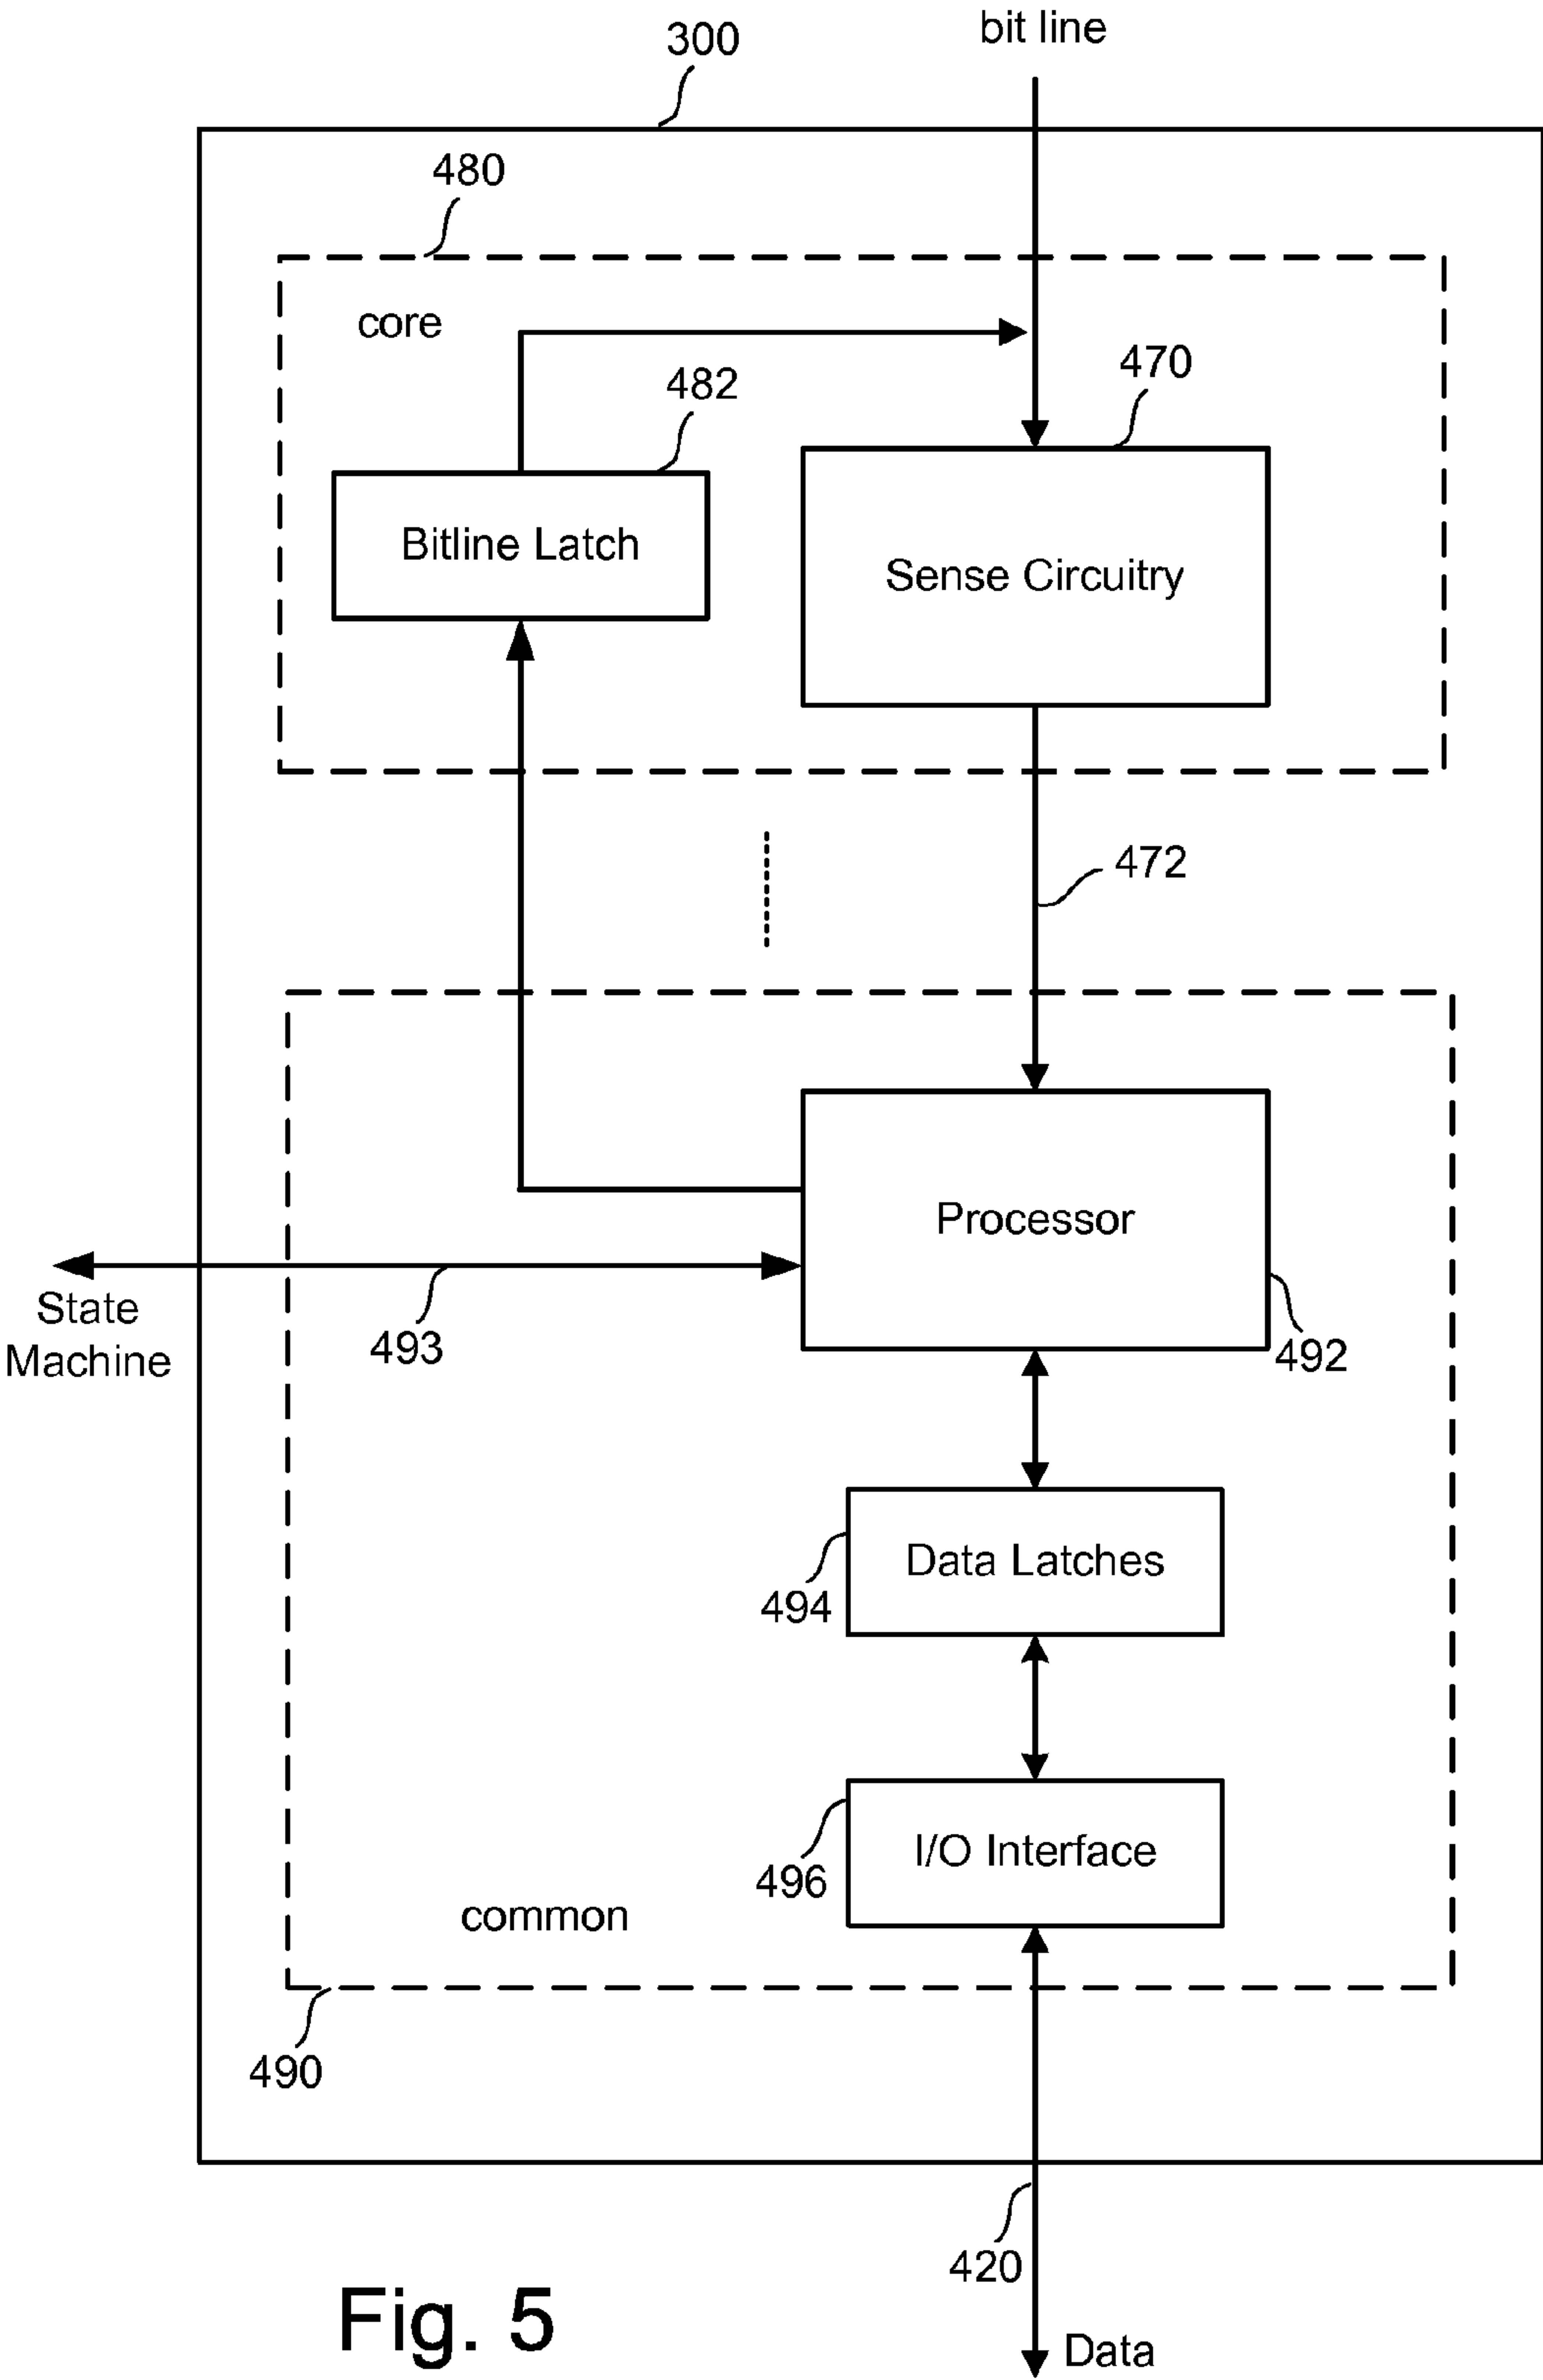 bit line
300
480
core
470
482
Bitline Latch
Sense Circuitry
472
Processor
State
Machine
493
492
Data Latches
494
I/O Interface
496
common
490
420
Data
Fig. 5